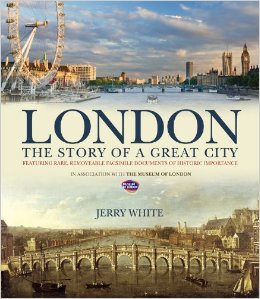 LONDON
THE STORY OF A GREAT CITY
FEATURING RARE, REMOVEABLE FACSIMILE DOCUMENTS OF HISTORIC IMPORTANCE
IN ASSOCIATION WITH THE MUSEUM OF LONDON
JERRY WHITE